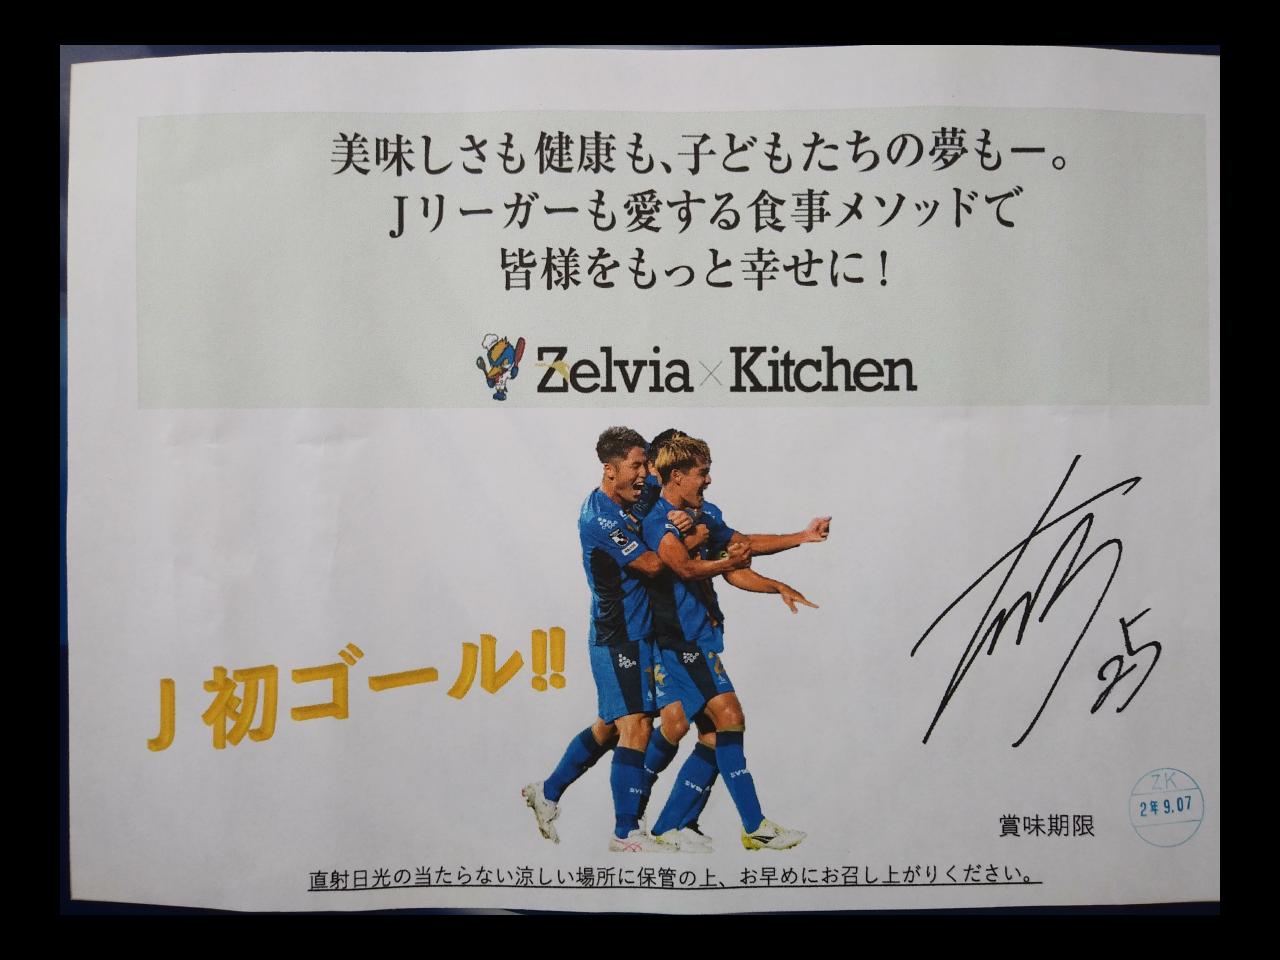 美味しさも健康も、子どもたちの夢もー。
Jリーガーも愛する食事メソッドで
皆様をもっと幸せに！
Zelvia×Kitchen
J初ゴール!!
25
ZK
賞味期限
2年9.07
直射日光の当たらない涼しい場所に保管の上、お早めにお召し上がりください。